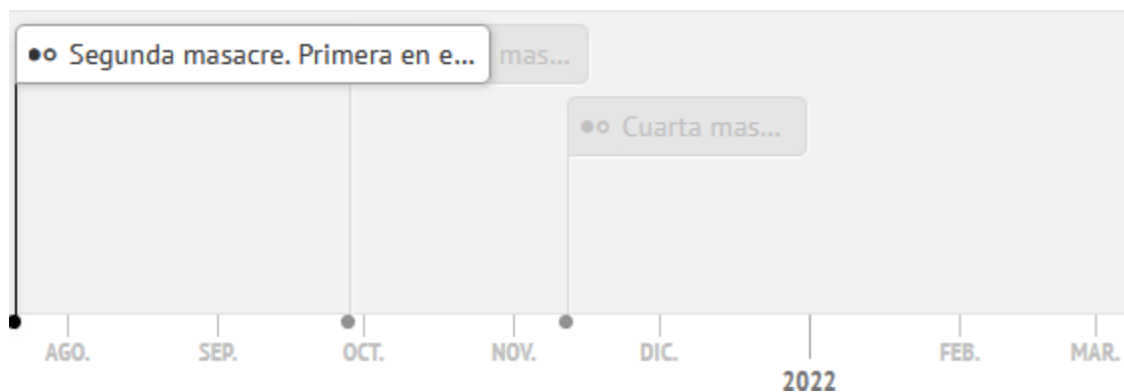 Segunda masacre. Primera en e... mas...
Cuarta mas...
AGO. SEP. OCT. NOV. DIC. 2022 FEB. MAR.